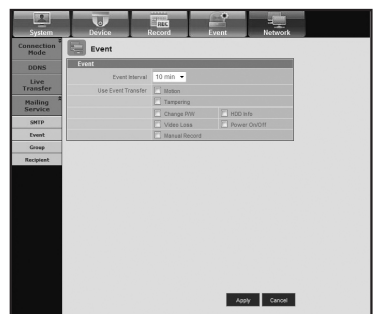 System Device Record Event Network
REC
Connection Mode
DDNS
Live Transfer
Mailing Service
SMTP
Event
Group
Recipient
Event
Event
Event Interval 10 min
Use Event Transfer Motion
Tampering
Change P/W HDD Info
Video Loss Power On/Off
Manual Record
Apply Cancel